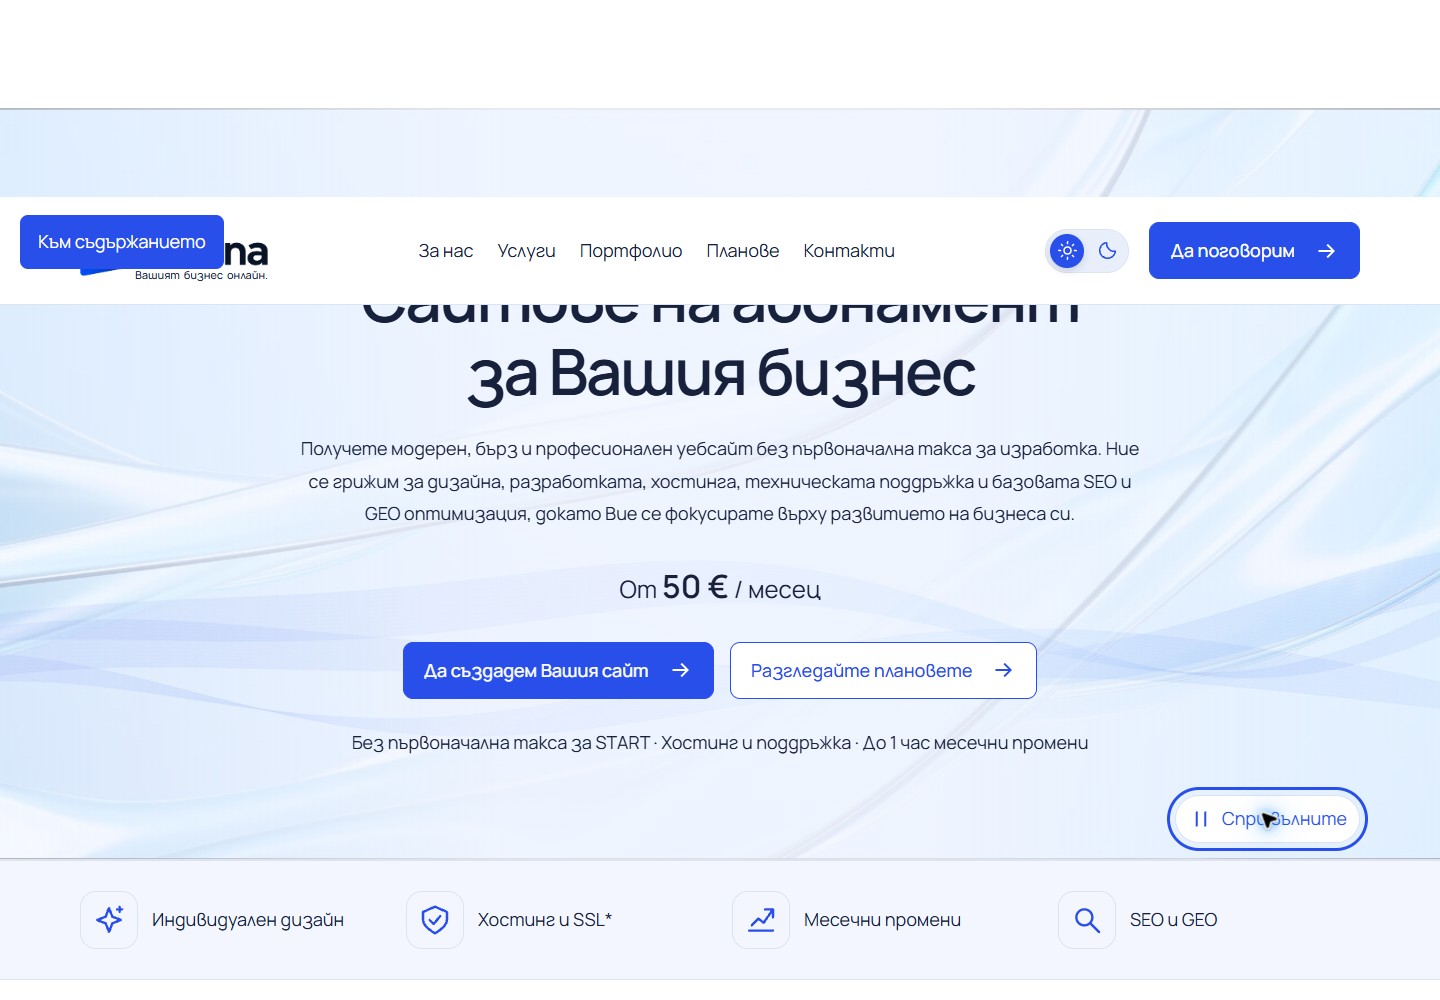 Към съдържанието
na
Вашият бизнес онлайн.
За нас
Услуги
Портфолио
Планове
Контакти
Да поговорим
Сайтове на абонамент
за Вашия бизнес
Получете модерен, бърз и професионален уебсайт без първоначална такса за изработка. Ние
се грижим за дизайна, разработката, хостинга, техническата поддръжка и базовата SEO и
GEO оптимизация, докато Вие се фокусирате върху развитието на бизнеса си.
От 50 € / месец
Да създадем Вашия сайт
Разгледайте плановете
Без първоначална такса за START · Хостинг и поддръжка · До 1 час месечни промени
Индивидуален дизайн
Хостинг и SSL*
Месечни промени
SEO и GEO